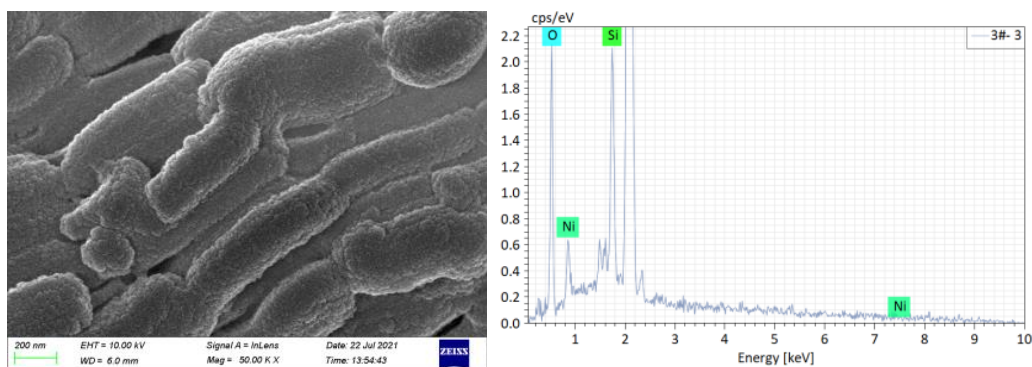 200 nm
EHT = 10.00 kV
WD = 6.0 mm
Signal A = InLens
Mag = 50.00 K X
Date: 22 Jul 2021
Time: 13:54:43
ZEISS
cps/eV
3#- 3
O
Si
Ni
Ni
2.2
2.0
1.8
1.6
1.4
1.2
1.0
0.8
0.6
0.4
0.2
0.0
1 2 3 4 5 6 7 8 9 10
Energy [keV]